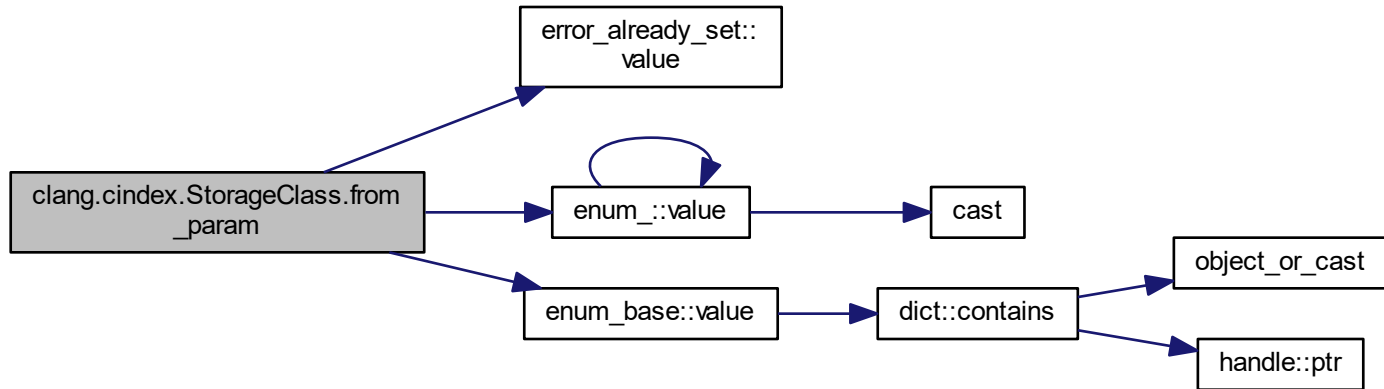 error_already_set::
value
clang.cindex.StorageClass.from
_param
enum_::value
cast
enum_base::value
dict::contains
object_or_cast
handle::ptr